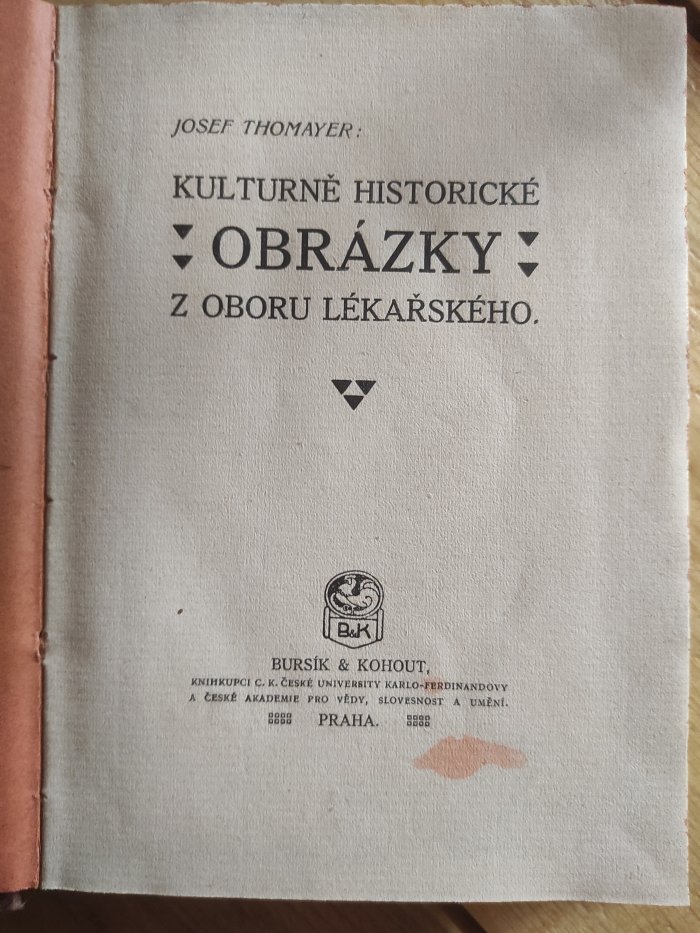 JOSEF THOMAYER:
KULTURNĚ HISTORICKÉ
OBRÁZKY
Z OBORU LÉKAŘSKÉHO.
B&K
BURSÍK & KOHOUT,
KNIHKUPCI C. K. ČESKÉ UNIVERSITY KARLO-FERDINANDOVY
A ČESKÉ AKADEMIE PRO VĚDY, SLOVESNOST A UMĚNÍ.
PRAHA.